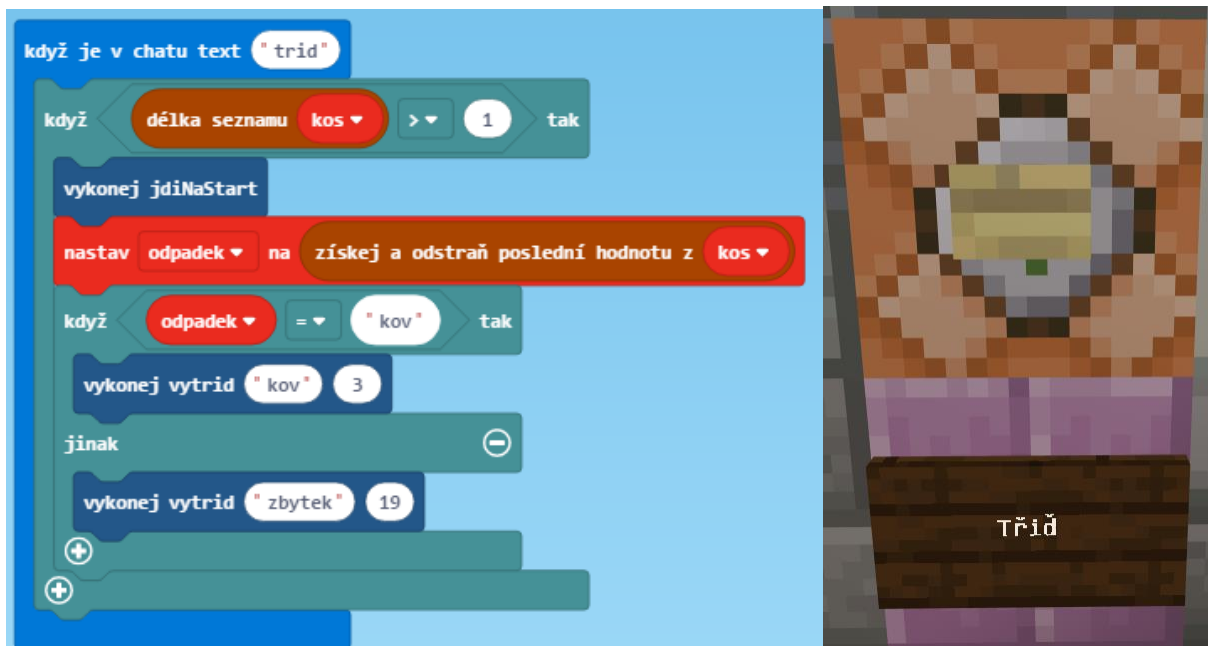 když je v chatu text "trid"
když délka seznamu kos > 1 tak
vykonej jdiNaStart
nastav odpadek na získej a odstraň poslední hodnotu z kos
když odpadek = "kov" tak
vykonej vytrid "kov" 3
jinak
vykonej vytrid "zbytek" 19
Třiď